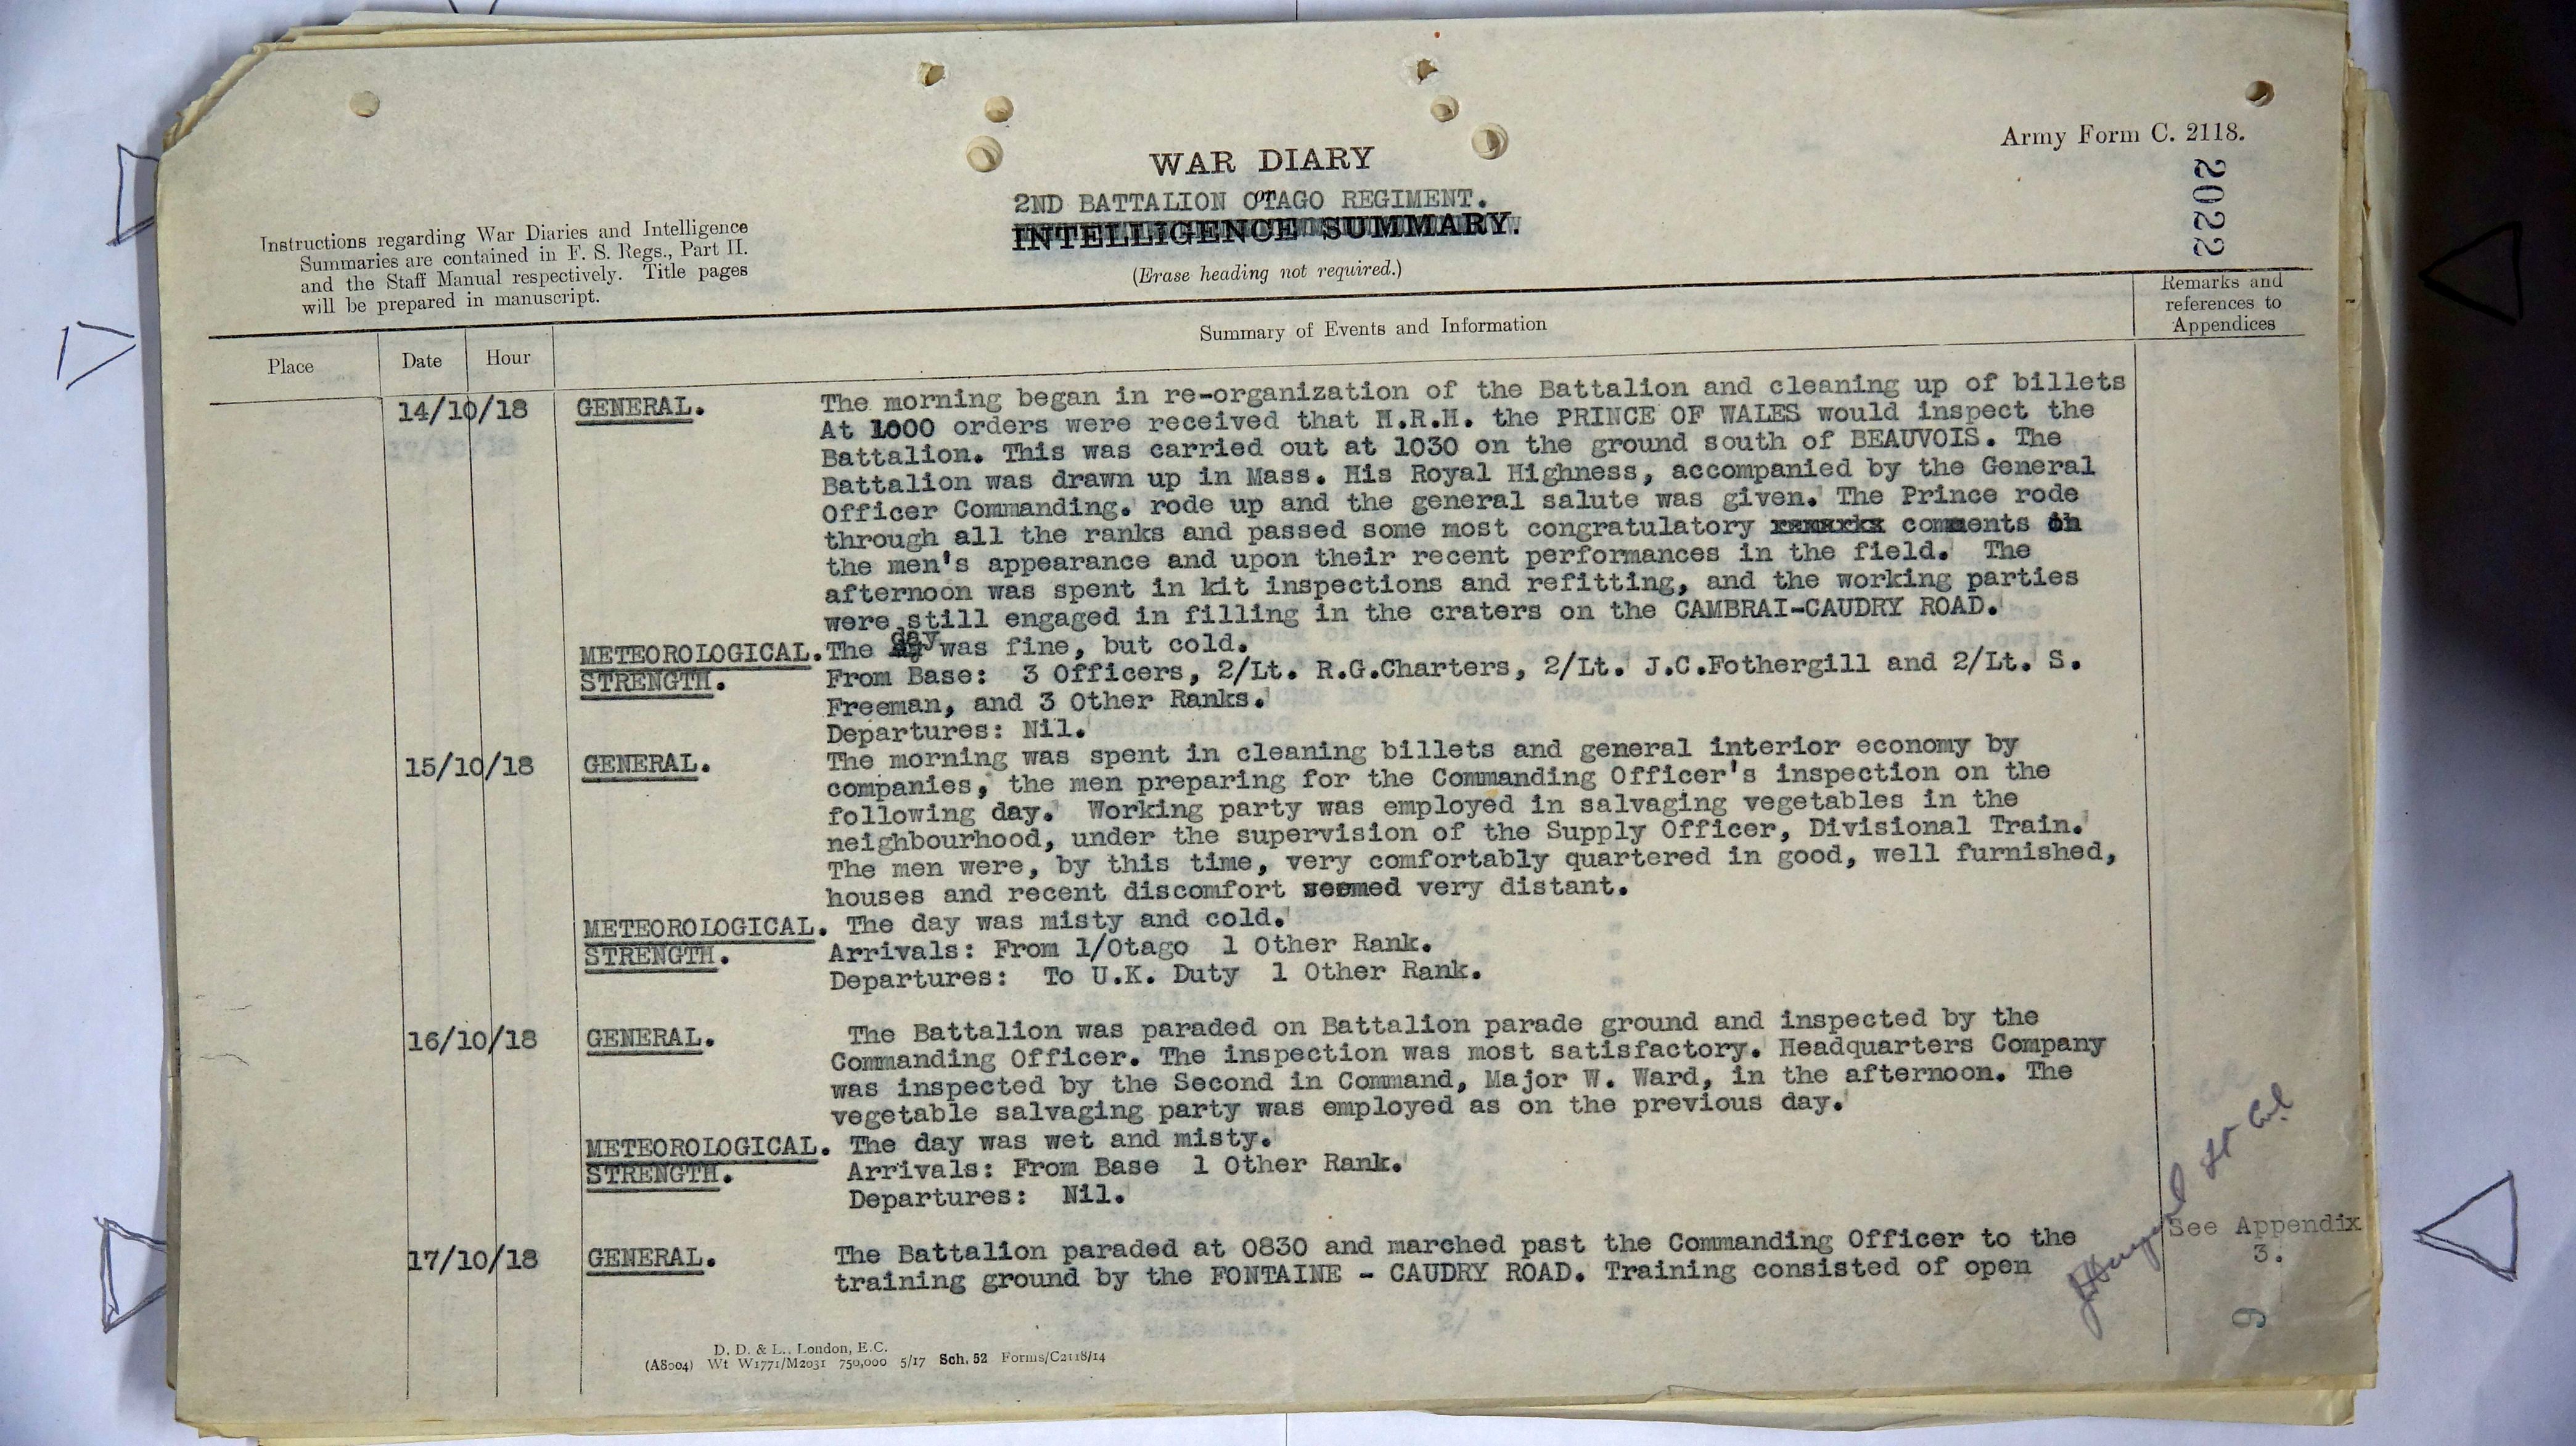 Army Form C. 2118.
2022
WAR DIARY
or
2ND BATTALION OTAGO REGIMENT.
INTELLIGENCE SUMMARY.
(Erase heading not required.)
Instructions regarding War Diaries and Intelligence
Summaries are contained in F. S. Regs., Part II.
and the Staff Manual respectively. Title pages
will be prepared in manuscript.
Place Date Hour Summary of Events and Information
Remarks and
references to
Appendices
14/10/18 GENERAL. The morning began in re-organization of the Battalion and cleaning up of billets
At 1000 orders were received that H.R.H. the PRINCE OF WALES would inspect the
Battalion. This was carried out at 1030 on the ground south of BEAUVOIS. The
Battalion was drawn up in Mass. His Royal Highness, accompanied by the General
Officer Commanding. rode up and the general salute was given. The Prince rode
through all the ranks and passed some most congratulatory remarks comments on
the men's appearance and upon their recent performances in the field. The
afternoon was spent in kit inspections and refitting, and the working parties
were still engaged in filling in the craters on the CAMBRAI-CAUDRY ROAD.
METEOROLOGICAL. The day was fine, but cold.
STRENGTH. From Base: 3 Officers, 2/Lt. R.G.Charters, 2/Lt. J.C.Fothergill and 2/Lt. S.
Freeman, and 3 Other Ranks.
Departures: Nil.
15/10/18 GENERAL. The morning was spent in cleaning billets and general interior economy by
companies, the men preparing for the Commanding Officer's inspection on the
following day. Working party was employed in salvaging vegetables in the
neighbourhood, under the supervision of the Supply Officer, Divisional Train.
The men were, by this time, very comfortably quartered in good, well furnished,
houses and recent discomfort seemed very distant.
METEOROLOGICAL. The day was misty and cold.
STRENGTH. Arrivals: From 1/Otago 1 Other Rank.
Departures: To U.K. Duty 1 Other Rank.
16/10/18 GENERAL. The Battalion was paraded on Battalion parade ground and inspected by the
Commanding Officer. The inspection was most satisfactory. Headquarters Company
was inspected by the Second in Command, Major W. Ward, in the afternoon. The
vegetable salvaging party was employed as on the previous day.
METEOROLOGICAL. The day was wet and misty.
STRENGTH. Arrivals: From Base 1 Other Rank.
Departures: Nil.
17/10/18 GENERAL. The Battalion paraded at 0830 and marched past the Commanding Officer to the
training ground by the FONTAINE - CAUDRY ROAD. Training consisted of open
See Appendix
3.
D. D. & L., London, E.C.
(A8004) Wt W1771/M2031 750,000 5/17 Sch. 52 Forms/C2118/14